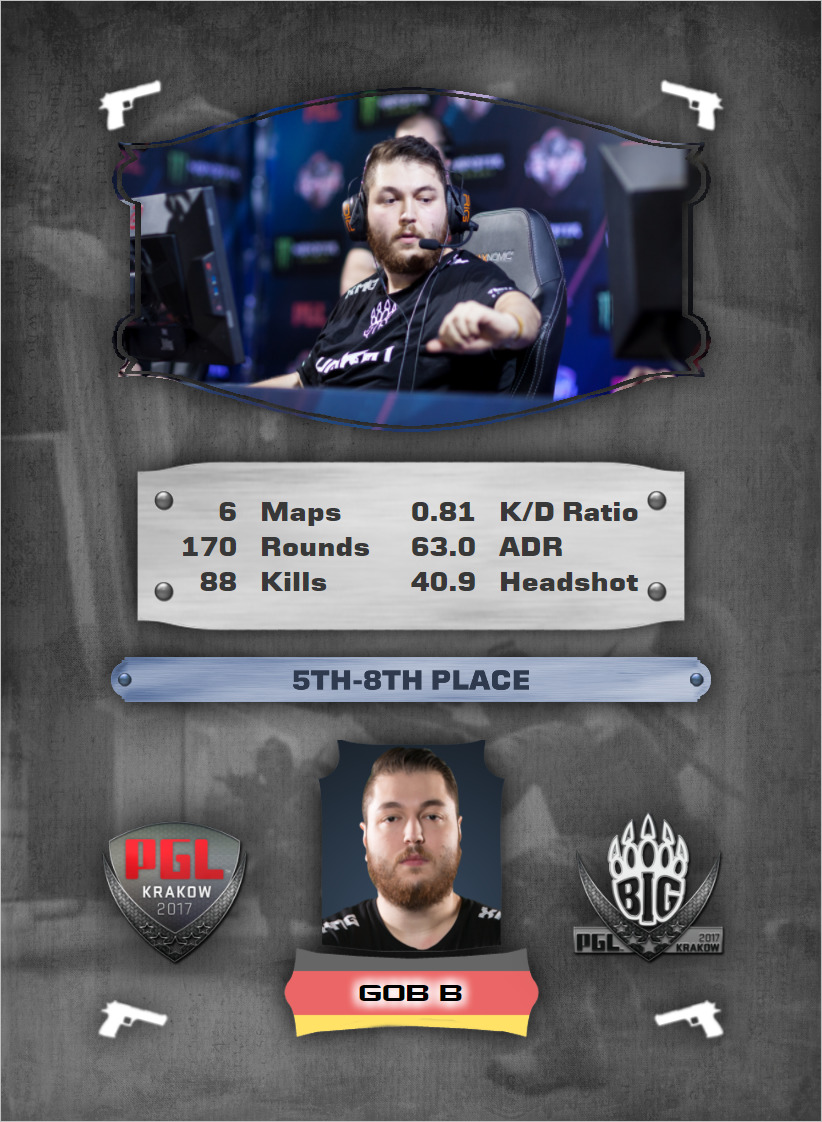 6 Maps 0.81 K/D Ratio
170 Rounds 63.0 ADR
88 Kills 40.9 Headshot
5TH-8TH PLACE
PGL
KRAKOW
2017
BIG
PGL 2017
KRAKOW
GOB B